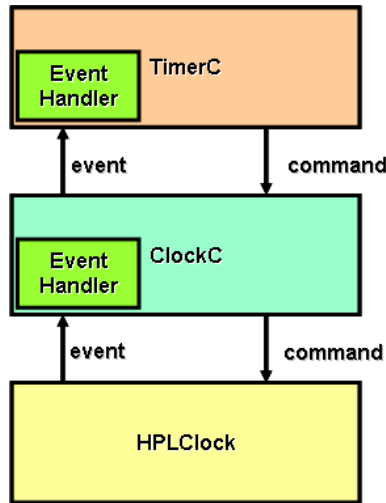 TimerC
Event
Handler
event
command
ClockC
Event
Handler
event
command
HPLClock